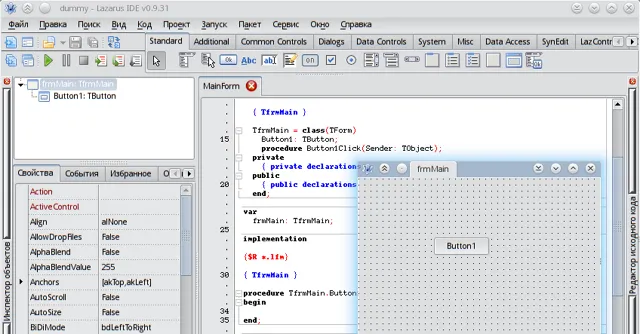 dummy - Lazarus IDE v0.9.31
Файл Правка Поиск Вид Код Проект Запуск Пакет Сервис Окно Справка
Standard Additional Common Controls Dialogs Data Controls System Misc Data Access SynEdit LazContr
Ok Abc abI on
frmMain: TfrmMain
Button1: TButton
Свойства События Избранное О
Action
ActiveControl
Align alNone
AllowDropFiles False
AlphaBlend False
AlphaBlendValue 255
Anchors [akTop,akLeft]
AutoScroll False
AutoSize False
BiDiMode bdLeftToRight
Инспектор объектов
MainForm
{ TfrmMain }
TfrmMain = class(TForm)
15 Button1: TButton;
procedure Button1Click(Sender: TObject);
private
{ private declarations
public
20 { public declarations
end;
var
frmMain: TfrmMain;
25
implementation
{$R *.lfm}
30 { TfrmMain }
procedure TfrmMain.Button
begin
34
35 end;
frmMain
Button1
Редактор исходного кода